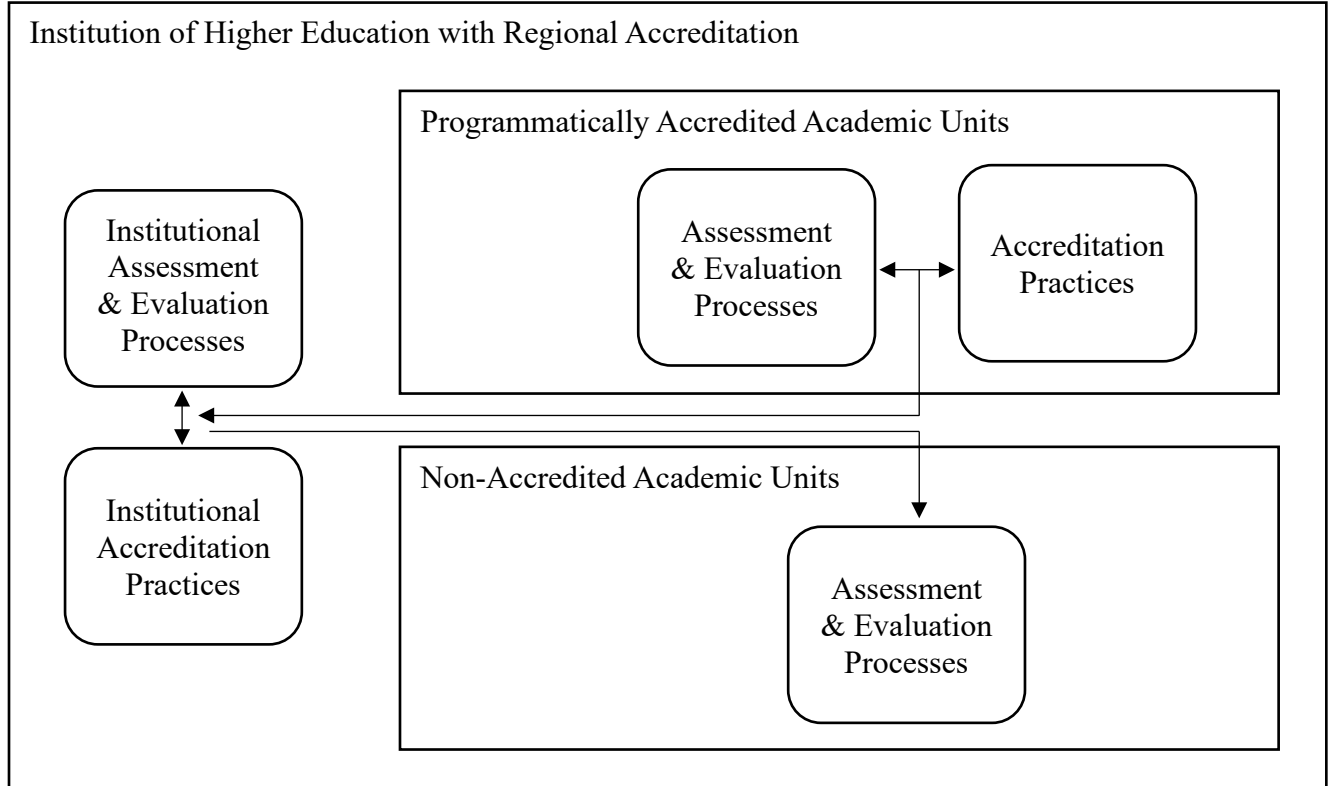 Institution of Higher Education with Regional Accreditation
Programmatically Accredited Academic Units
Institutional
Assessment
& Evaluation
Processes
Assessment
& Evaluation
Processes
Accreditation
Practices
Institutional
Accreditation
Practices
Non-Accredited Academic Units
Assessment
& Evaluation
Processes